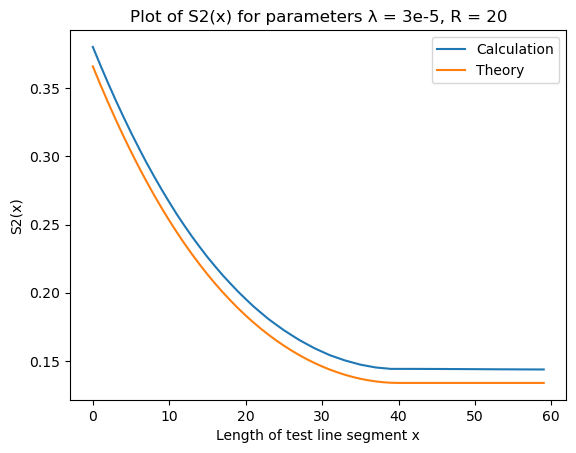 Plot of S2(x) for parameters λ = 3e-5, R = 20
Calculation
Theory
0.35
0.30
0.25
0.20
0.15
S2(x)
0 10 20 30 40 50 60
Length of test line segment x